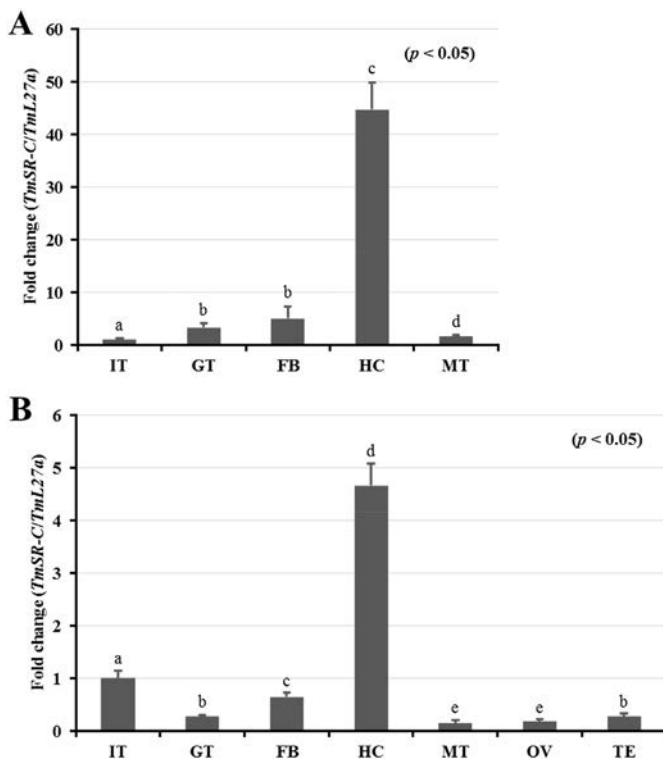 A
Fold change (TmSR-C/TmL27a)
60
50
40
30
20
10
0
(p < 0.05)
a
b
b
c
d
IT GT FB HC MT
B
Fold change (TmSR-C/TmL27a)
6
5
4
3
2
1
0
(p < 0.05)
a
b
c
d
e
e
b
IT GT FB HC MT OV TE